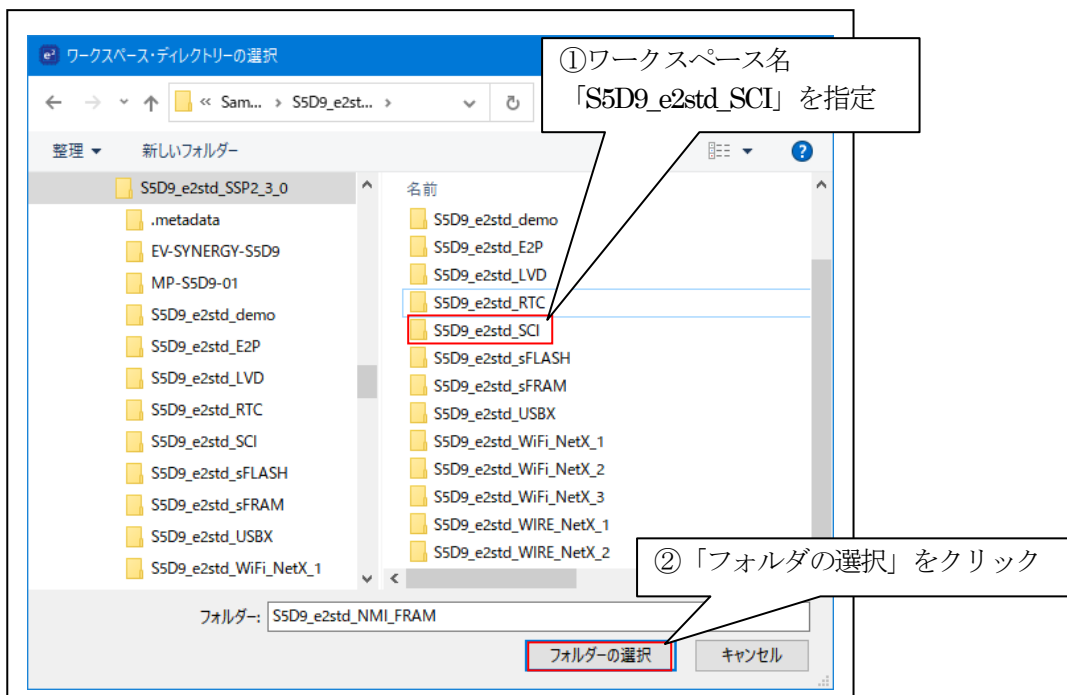 ワークスペース・ディレクトリーの選択
①ワークスペース名
「S5D9_e2std_SCI」を指定
« Sam... › S5D9_e2st... ›
整理 新しいフォルダー
S5D9_e2std_SSP2_3_0
.metadata
EV-SYNERGY-S5D9
MP-S5D9-01
S5D9_e2std_demo
S5D9_e2std_E2P
S5D9_e2std_LVD
S5D9_e2std_RTC
S5D9_e2std_SCI
S5D9_e2std_sFLASH
S5D9_e2std_sFRAM
S5D9_e2std_USBX
S5D9_e2std_WiFi_NetX_1
名前
S5D9_e2std_demo
S5D9_e2std_E2P
S5D9_e2std_LVD
S5D9_e2std_RTC
S5D9_e2std_SCI
S5D9_e2std_sFLASH
S5D9_e2std_sFRAM
S5D9_e2std_USBX
S5D9_e2std_WiFi_NetX_1
S5D9_e2std_WiFi_NetX_2
S5D9_e2std_WiFi_NetX_3
S5D9_e2std_WIRE_NetX_1
S5D9_e2std_WIRE_NetX_2
②「フォルダの選択」をクリック
フォルダー: S5D9_e2std_NMI_FRAM
フォルダーの選択 キャンセル